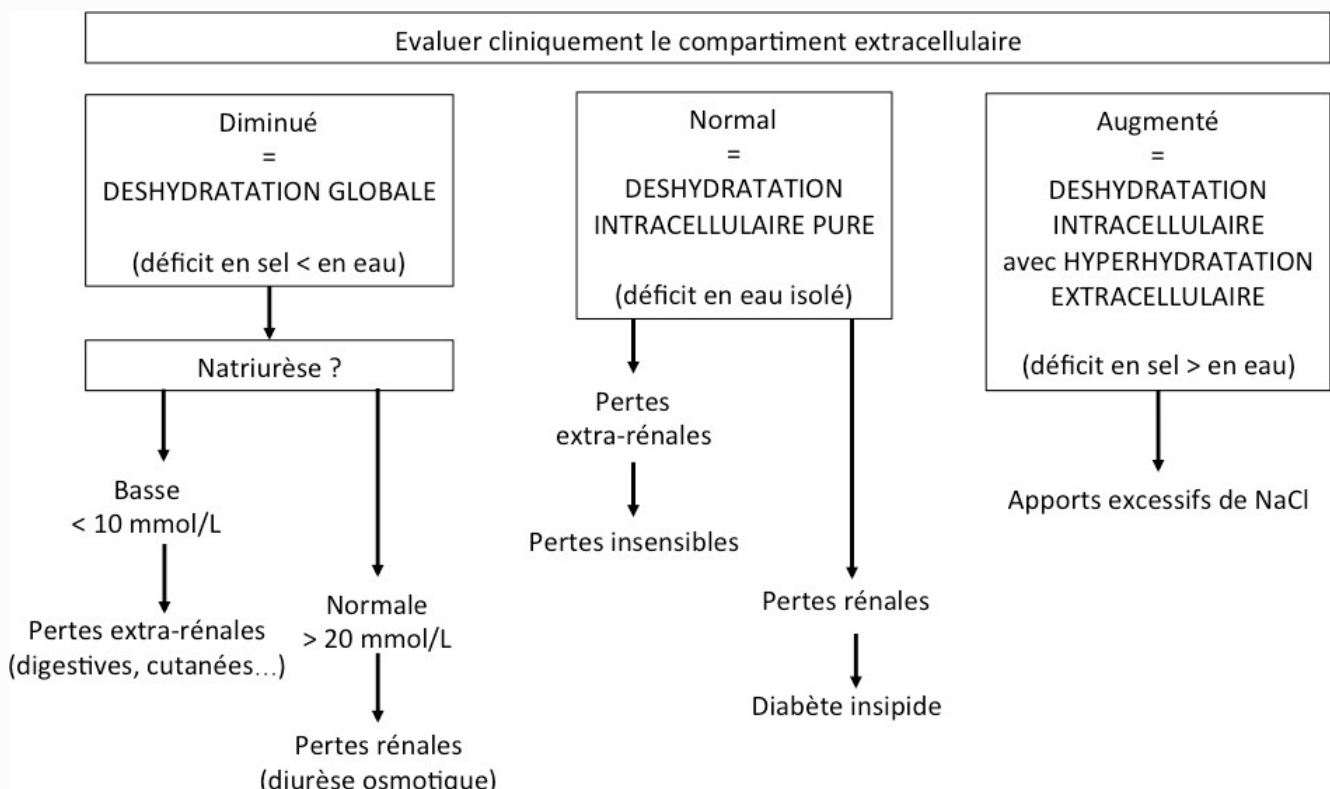 Evaluer cliniquement le compartiment extracellulaire
Diminué
=
DESHYDRATATION GLOBALE
(déficit en sel < en eau)
Natriurèse ?
Basse
< 10 mmol/L
Pertes extra-rénales
(digestives, cutanées...)
Normale
> 20 mmol/L
Pertes rénales
(diurèse osmotique)
Normal
=
DESHYDRATATION
INTRACELLULAIRE PURE
(déficit en eau isolé)
Pertes
extra-rénales
Pertes insensibles
Pertes rénales
Diabète insipide
Augmenté
=
DESHYDRATATION
INTRACELLULAIRE
avec HYPERHYDRATATION
EXTRACELLULAIRE
(déficit en sel > en eau)
Apports excessifs de NaCl